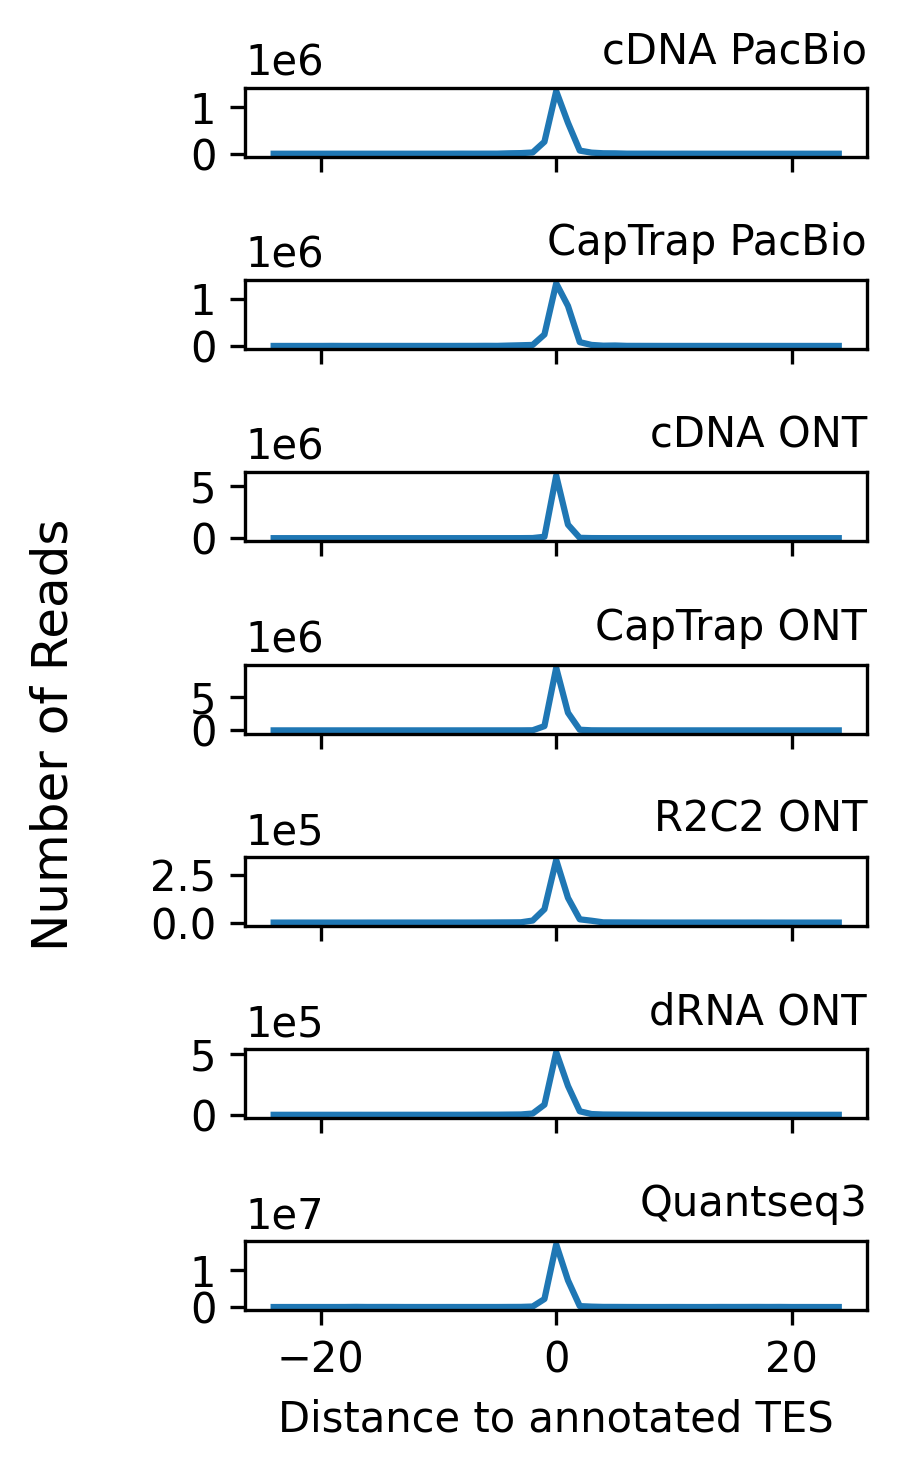 1e6
cDNA PacBio
1
0
1e6
CapTrap PacBio
1
0
1e6
cDNA ONT
5
0
1e6
CapTrap ONT
5
0
Number of Reads
1e5
R2C2 ONT
2.5
0.0
1e5
dRNA ONT
5
0
1e7
Quantseq3
1
0
−20 0 20
Distance to annotated TES